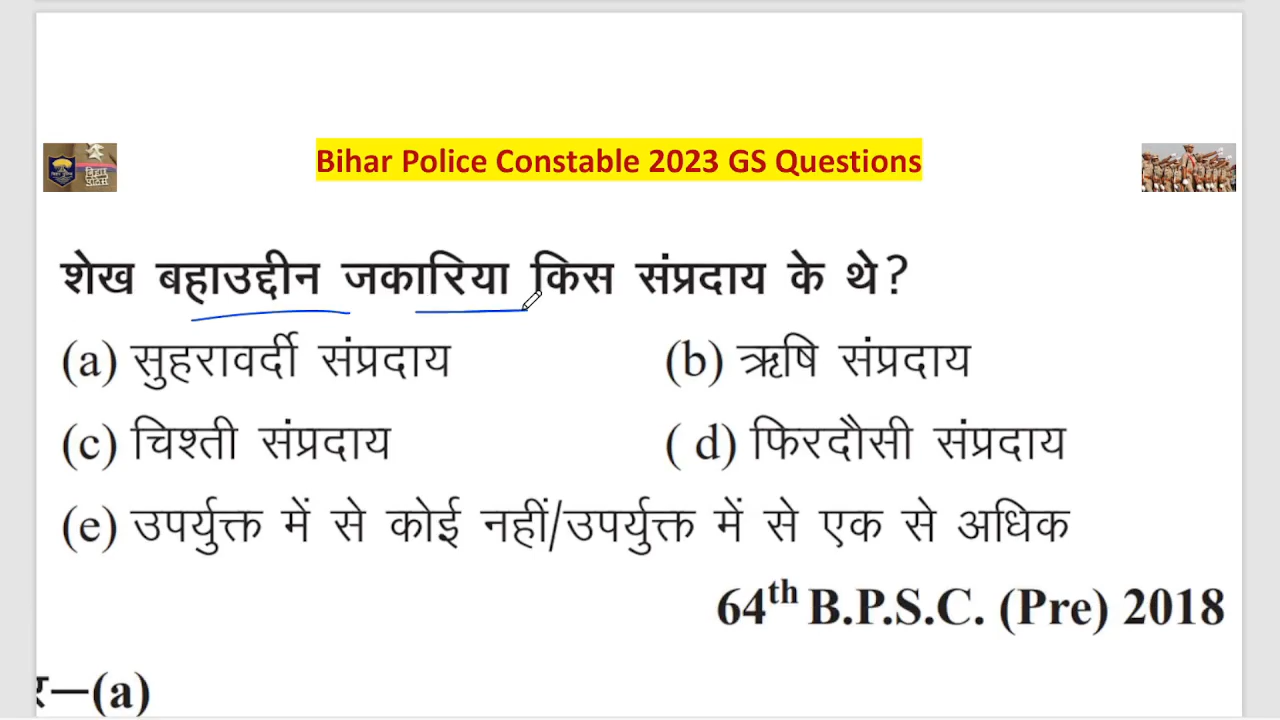 Bihar Police Constable 2023 GS Questions
शेख बहाउद्दीन जकारिया किस संप्रदाय के थे?
(a) सुहरावर्दी संप्रदाय (b) ऋषि संप्रदाय
(c) चिश्ती संप्रदाय ( d) फिरदौसी संप्रदाय
(e) उपर्युक्त में से कोई नहीं/उपर्युक्त में से एक से अधिक
64th B.P.S.C. (Pre) 2018
र—(a)